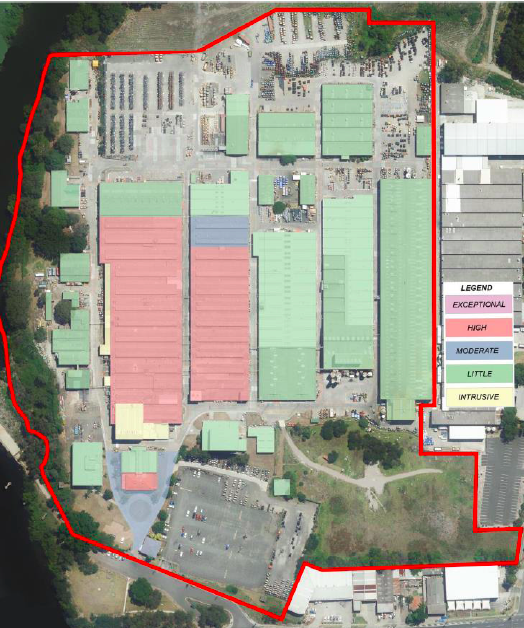 LEGEND
EXCEPTIONAL
HIGH
MODERATE
LITTLE
INTRUSIVE